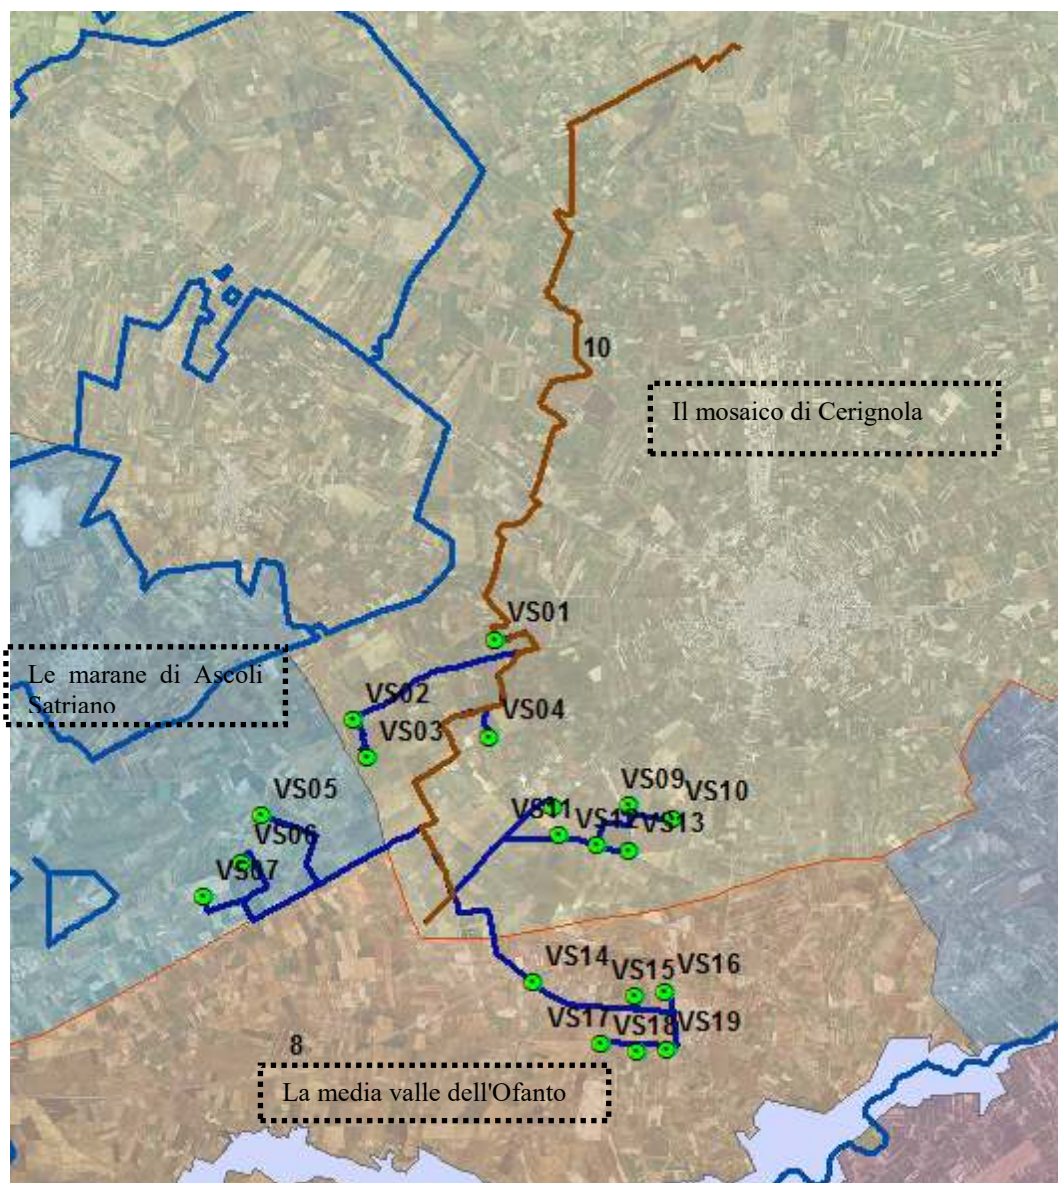 10
Il mosaico di Cerignola
VS01
Le marane di Ascoli
Satriano
VS02
VS04
VS03
VS05
VS09
VS10
VS11
VS12
VS13
VS06
VS07
VS14
VS15
VS16
VS17
VS18
VS19
8
La media valle dell'Ofanto